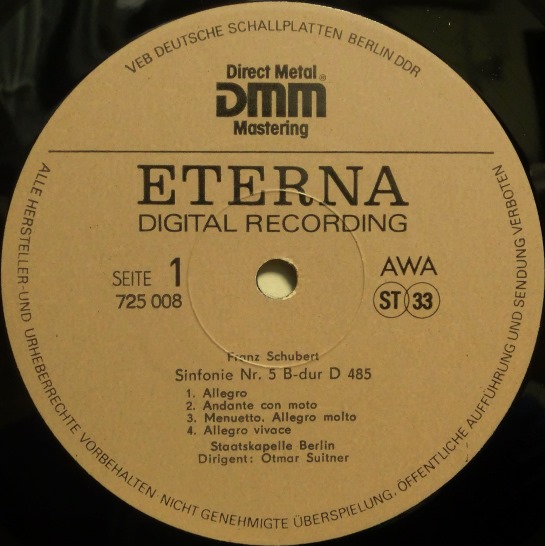 VEB DEUTSCHE SCHALLPLATTEN BERLIN DDR
Direct Metal
DMM®
Mastering
ETERNA
DIGITAL RECORDING
SEITE 1
725 008
AWA
ST 33
Franz Schubert
Sinfonie Nr. 5 B-dur D 485
1. Allegro
2. Andante con moto
3. Menuetto. Allegro molto
4. Allegro vivace
Staatskapelle Berlin
Dirigent: Otmar Suitner
ALLE HERSTELLER- UND URHEBERRECHTE VORBEHALTEN NICHT GENEHMIGTE ÜBERSPIELUNG, ÖFFENTLICHE AUFFÜHRUNG UND SENDUNG VERBOTEN